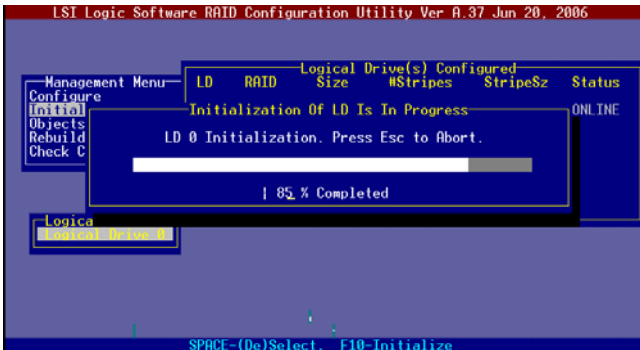 LSI Logic Software RAID Configuration Utility Ver A.37 Jun 20, 2006
Logical Drive(s) Configured
LD RAID Size #Stripes StripeSz Status
ONLINE
Management Menu
Configure
Initial
Objects
Rebuild
Check C
Initialization Of LD Is In Progress
LD 0 Initialization. Press Esc to Abort.
| 85 % Completed
Logica
Logical Drive 0
SPACE-(De)Select, F10-Initialize